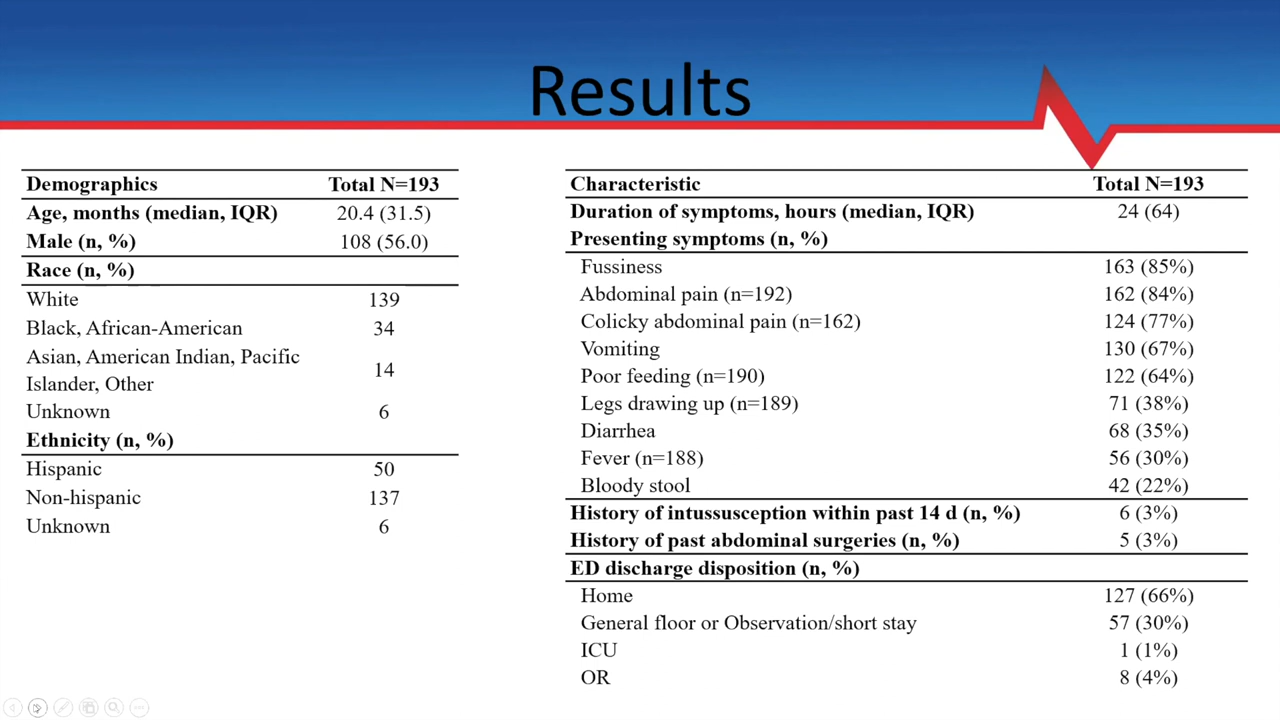 Results
Demographics Total N=193
Age, months (median, IQR) 20.4 (31.5)
Male (n, %) 108 (56.0)
Race (n, %)
White 139
Black, African-American 34
Asian, American Indian, Pacific
Islander, Other 14
Unknown 6
Ethnicity (n, %)
Hispanic 50
Non-hispanic 137
Unknown 6
Characteristic Total N=193
Duration of symptoms, hours (median, IQR) 24 (64)
Presenting symptoms (n, %)
Fussiness 163 (85%)
Abdominal pain (n=192) 162 (84%)
Colicky abdominal pain (n=162) 124 (77%)
Vomiting 130 (67%)
Poor feeding (n=190) 122 (64%)
Legs drawing up (n=189) 71 (38%)
Diarrhea 68 (35%)
Fever (n=188) 56 (30%)
Bloody stool 42 (22%)
History of intussusception within past 14 d (n, %) 6 (3%)
History of past abdominal surgeries (n, %) 5 (3%)
ED discharge disposition (n, %)
Home 127 (66%)
General floor or Observation/short stay 57 (30%)
ICU 1 (1%)
OR 8 (4%)